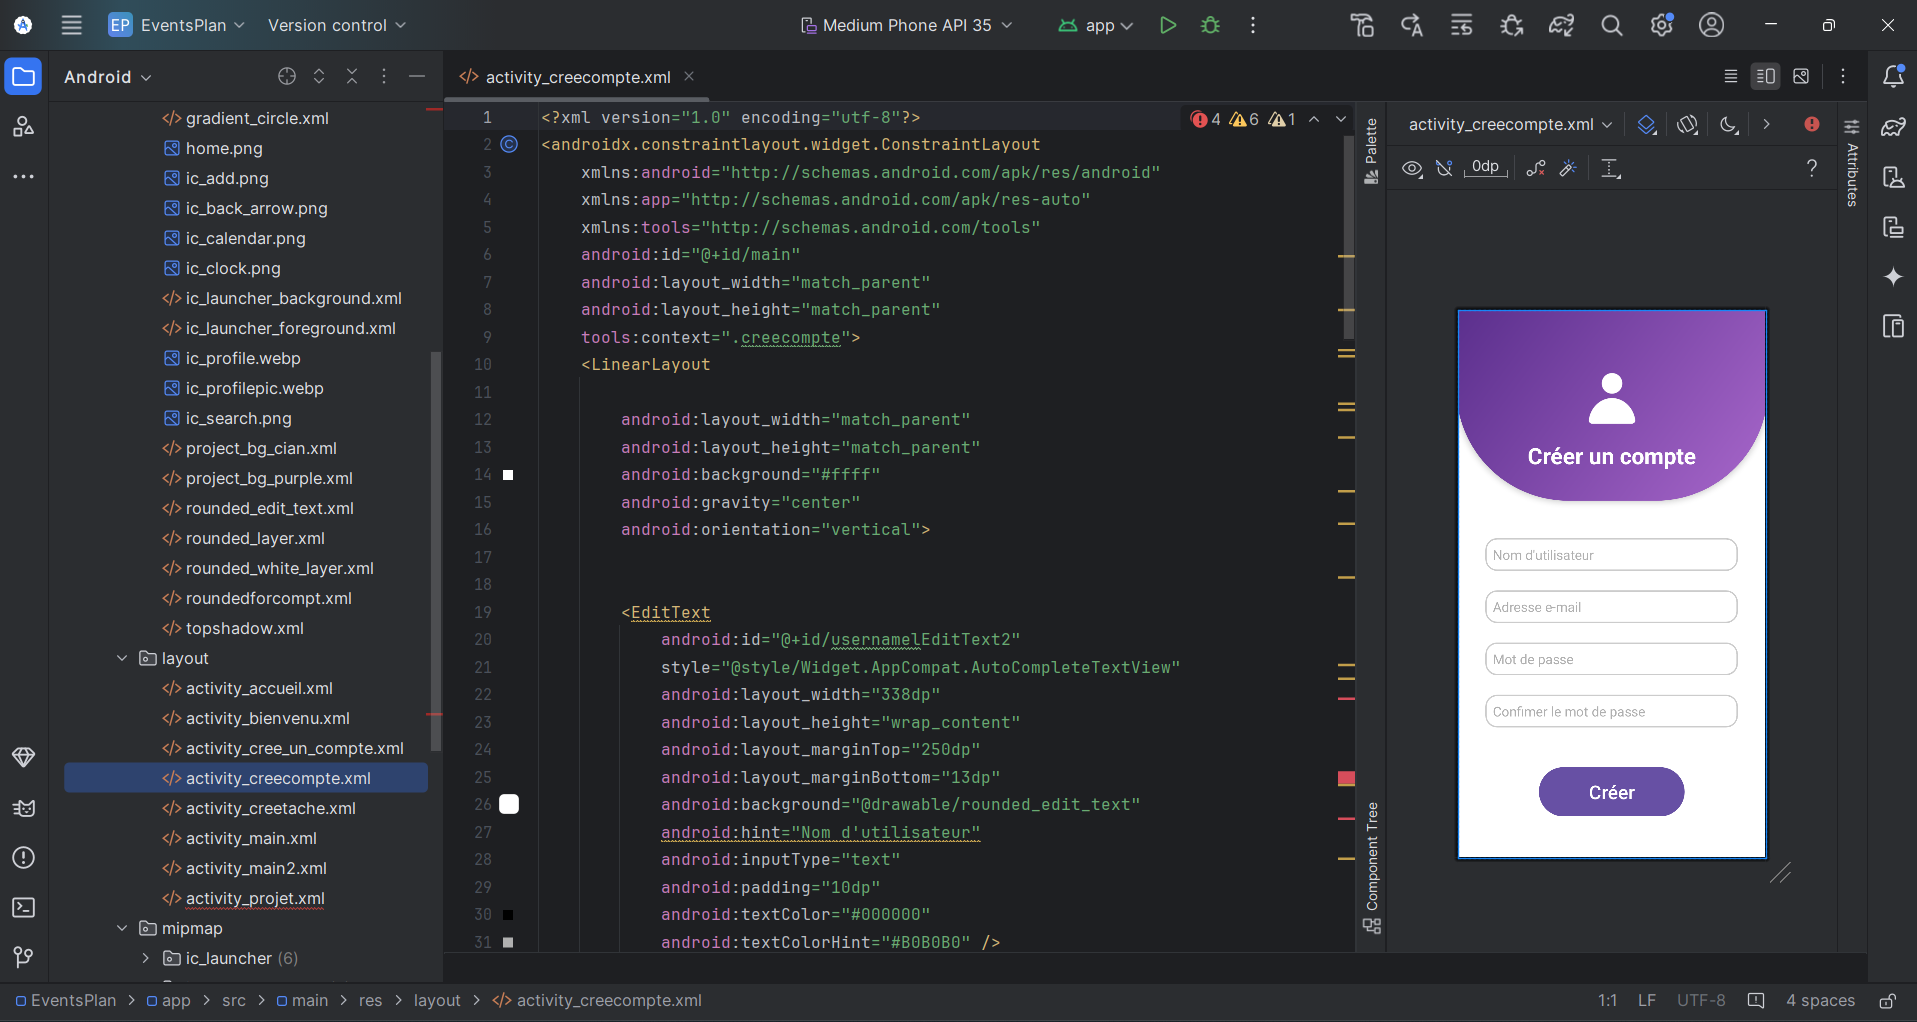 EP EventsPlan Version control Medium Phone API 35 app
Android
gradient_circle.xml
home.png
ic_add.png
ic_back_arrow.png
ic_calendar.png
ic_clock.png
ic_launcher_background.xml
ic_launcher_foreground.xml
ic_profile.webp
ic_profilepic.webp
ic_search.png
project_bg_cian.xml
project_bg_purple.xml
rounded_edit_text.xml
rounded_layer.xml
rounded_white_layer.xml
roundedforcompt.xml
topshadow.xml
layout
activity_accueil.xml
activity_bienvenu.xml
activity_cree_un_compte.xml
activity_creecompte.xml
activity_creetache.xml
activity_main.xml
activity_main2.xml
activity_projet.xml
mipmap
ic_launcher (6)
activity_creecompte.xml
4 6 1
1 <?xml version="1.0" encoding="utf-8"?>
2 <androidx.constraintlayout.widget.ConstraintLayout
3 xmlns:android="http://schemas.android.com/apk/res/android"
4 xmlns:app="http://schemas.android.com/apk/res-auto"
5 xmlns:tools="http://schemas.android.com/tools"
6 android:id="@+id/main"
7 android:layout_width="match_parent"
8 android:layout_height="match_parent"
9 tools:context=".creecompte">
10 <LinearLayout
11
12 android:layout_width="match_parent"
13 android:layout_height="match_parent"
14 android:background="#ffff"
15 android:gravity="center"
16 android:orientation="vertical">
17
18
19 <EditText
20 android:id="@+id/usernamelEditText2"
21 style="@style/Widget.AppCompat.AutoCompleteTextView"
22 android:layout_width="338dp"
23 android:layout_height="wrap_content"
24 android:layout_marginTop="250dp"
25 android:layout_marginBottom="13dp"
26 android:background="@drawable/rounded_edit_text"
27 android:hint="Nom d'utilisateur"
28 android:inputType="text"
29 android:padding="10dp"
30 android:textColor="#000000"
31 android:textColorHint="#B0B0B0" />
Palette
Component Tree
activity_creecompte.xml
0dp
?
Attributes
Créer un compte
Nom d'utilisateur
Adresse e-mail
Mot de passe
Confimer le mot de passe
Créer
EventsPlan > app > src > main > res > layout > activity_creecompte.xml
1:1 LF UTF-8 4 spaces